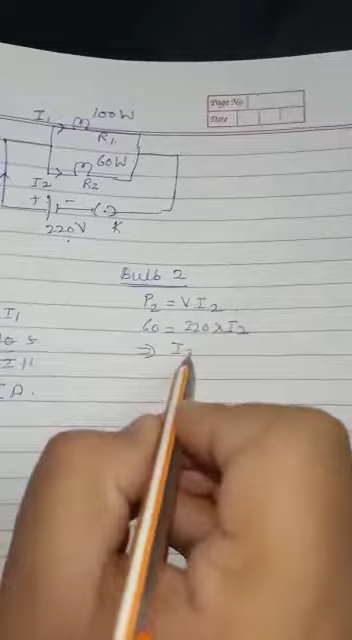 Page No
Date
I₁ 100W
R₁
60W
I₂ R₂
+ -
220V K
Bulb 2
P₂ = V I₂
I₁
60 = 220 x I₂
⇒ I₂